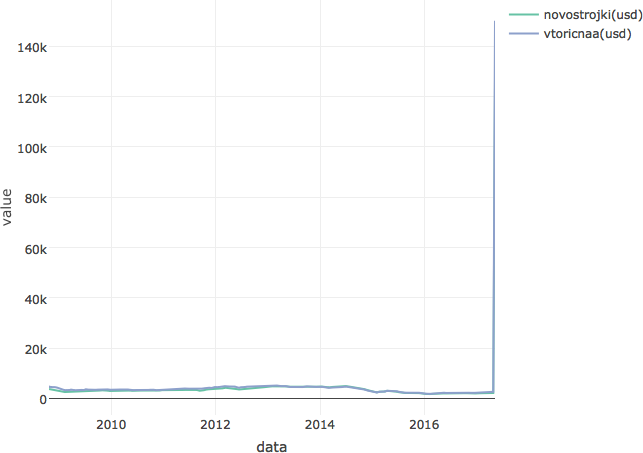 novostrojki(usd)
vtoricnaa(usd)
140k
120k
100k
80k
60k
40k
20k
0
value
2010
2012
2014
2016
data